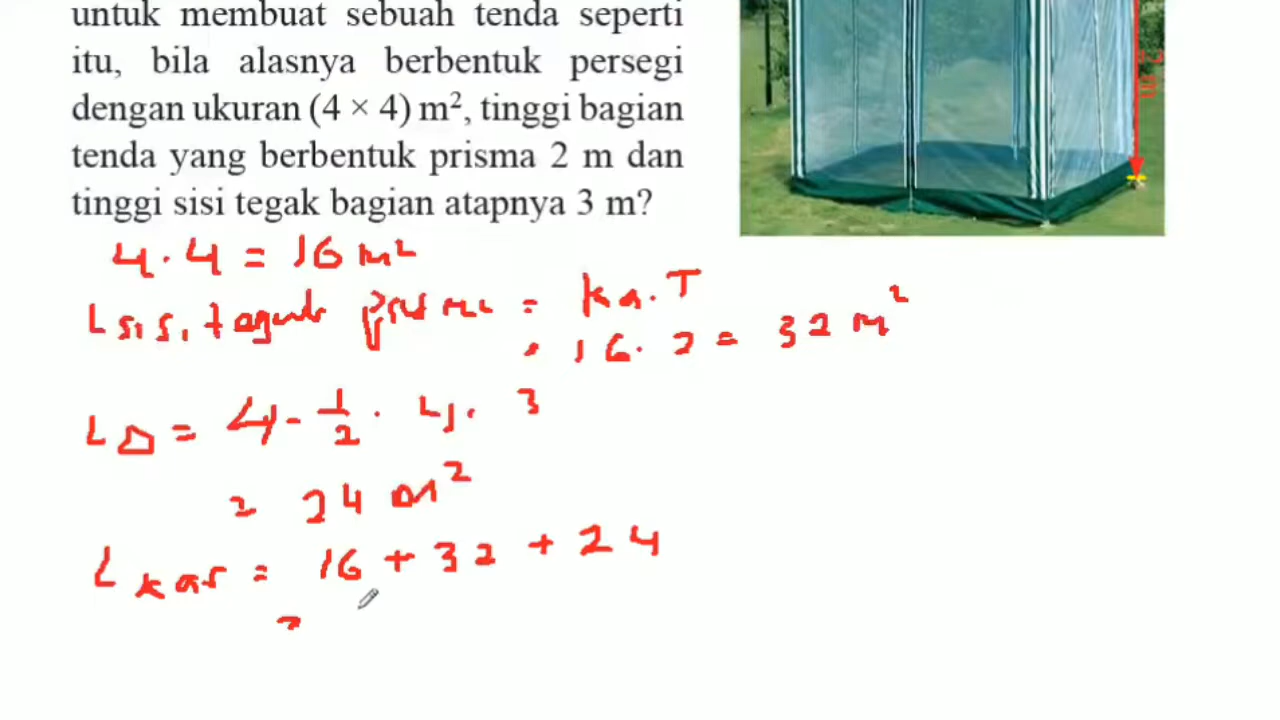 untuk membuat sebuah tenda seperti
itu, bila alasnya berbentuk persegi
dengan ukuran (4 × 4) m², tinggi bagian
tenda yang berbentuk prisma 2 m dan
tinggi sisi tegak bagian atapnya 3 m?
4 . 4 = 16 m²
L sis. tegak prisma = ka . T
= 16 . 2 = 32 m²
L △ = 4 - 1/2 . 4 . 3
= 24 m²
L kas = 16 + 32 + 24
=